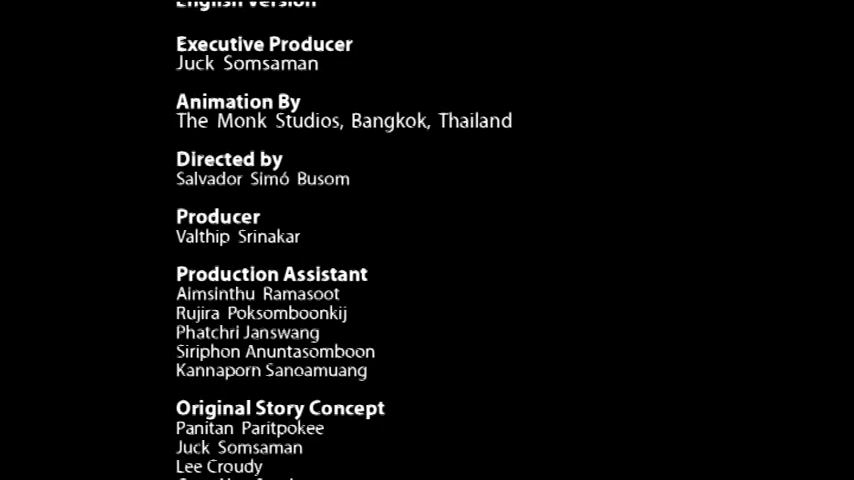 English Version
Executive Producer
Juck Somsaman
Animation By
The Monk Studios, Bangkok, Thailand
Directed by
Salvador Simó Busom
Producer
Valthip Srinakar
Production Assistant
Aimsinthu Ramasoot
Rujira Poksomboonkij
Phatchri Janswang
Siriphon Anuntasomboon
Kannaporn Sanoamuang
Original Story Concept
Panitan Paritpokee
Juck Somsaman
Lee Croudy